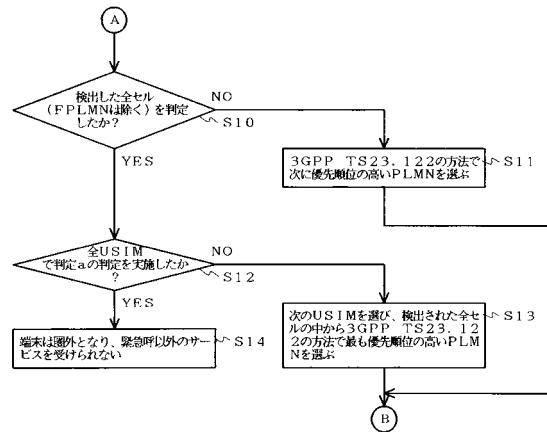 A
検出した全セル
(FPLMNは除く)を判定
したか?
NO
S10
YES
3GPP TS23.122の方法で
次に優先順位の高いPLMNを選ぶ
S11
全USIM
で判定aの判定を実施したか
?
NO
S12
YES
端末は圏外となり、緊急呼以外のサー
ビスを受けられない
S14
次のUSIMを選び、検出された全セ
ルの中から3GPP TS23.12
2の方法で最も優先順位の高いPLM
Nを選ぶ
S13
B